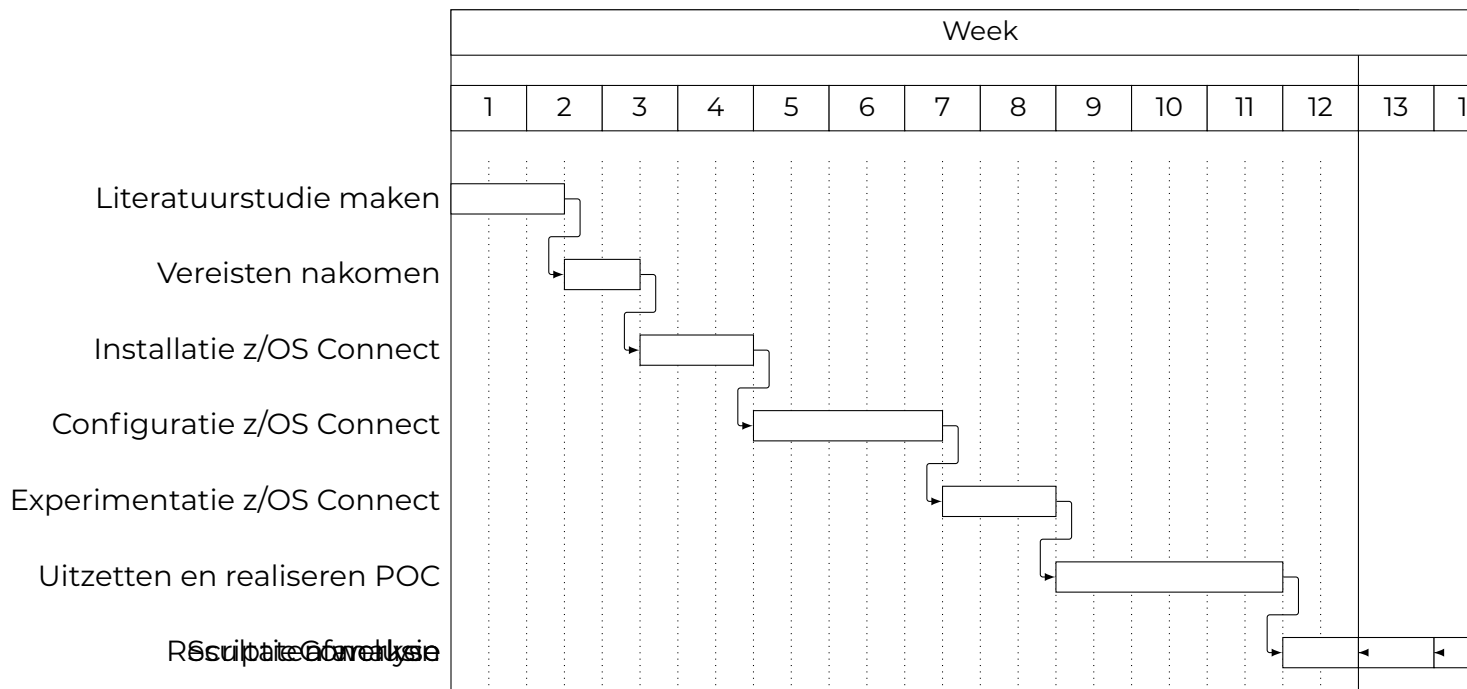 Week
1 2 3 4 5 6 7 8 9 10 11 12 13 1
Literatuurstudie maken
Vereisten nakomen
Installatie z/OS Connect
Configuratie z/OS Connect
Experimentatie z/OS Connect
Uitzetten en realiseren POC